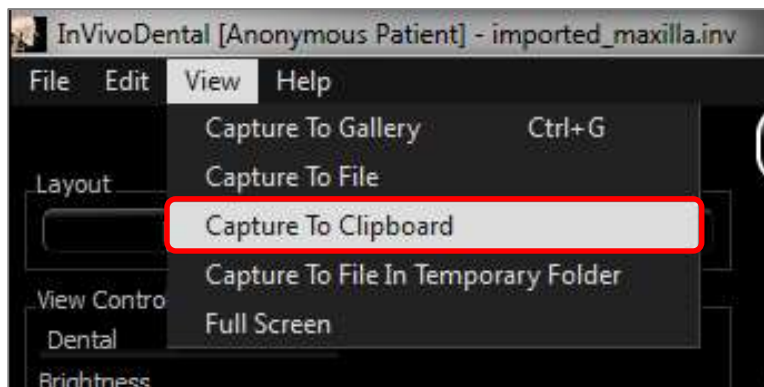 InVivoDental [Anonymous Patient] - imported_maxilla.inv
File Edit View Help
Capture To Gallery Ctrl+G
Layout
Capture To File
Capture To Clipboard
Capture To File In Temporary Folder
View Contro
Full Screen
Dental
Brightness